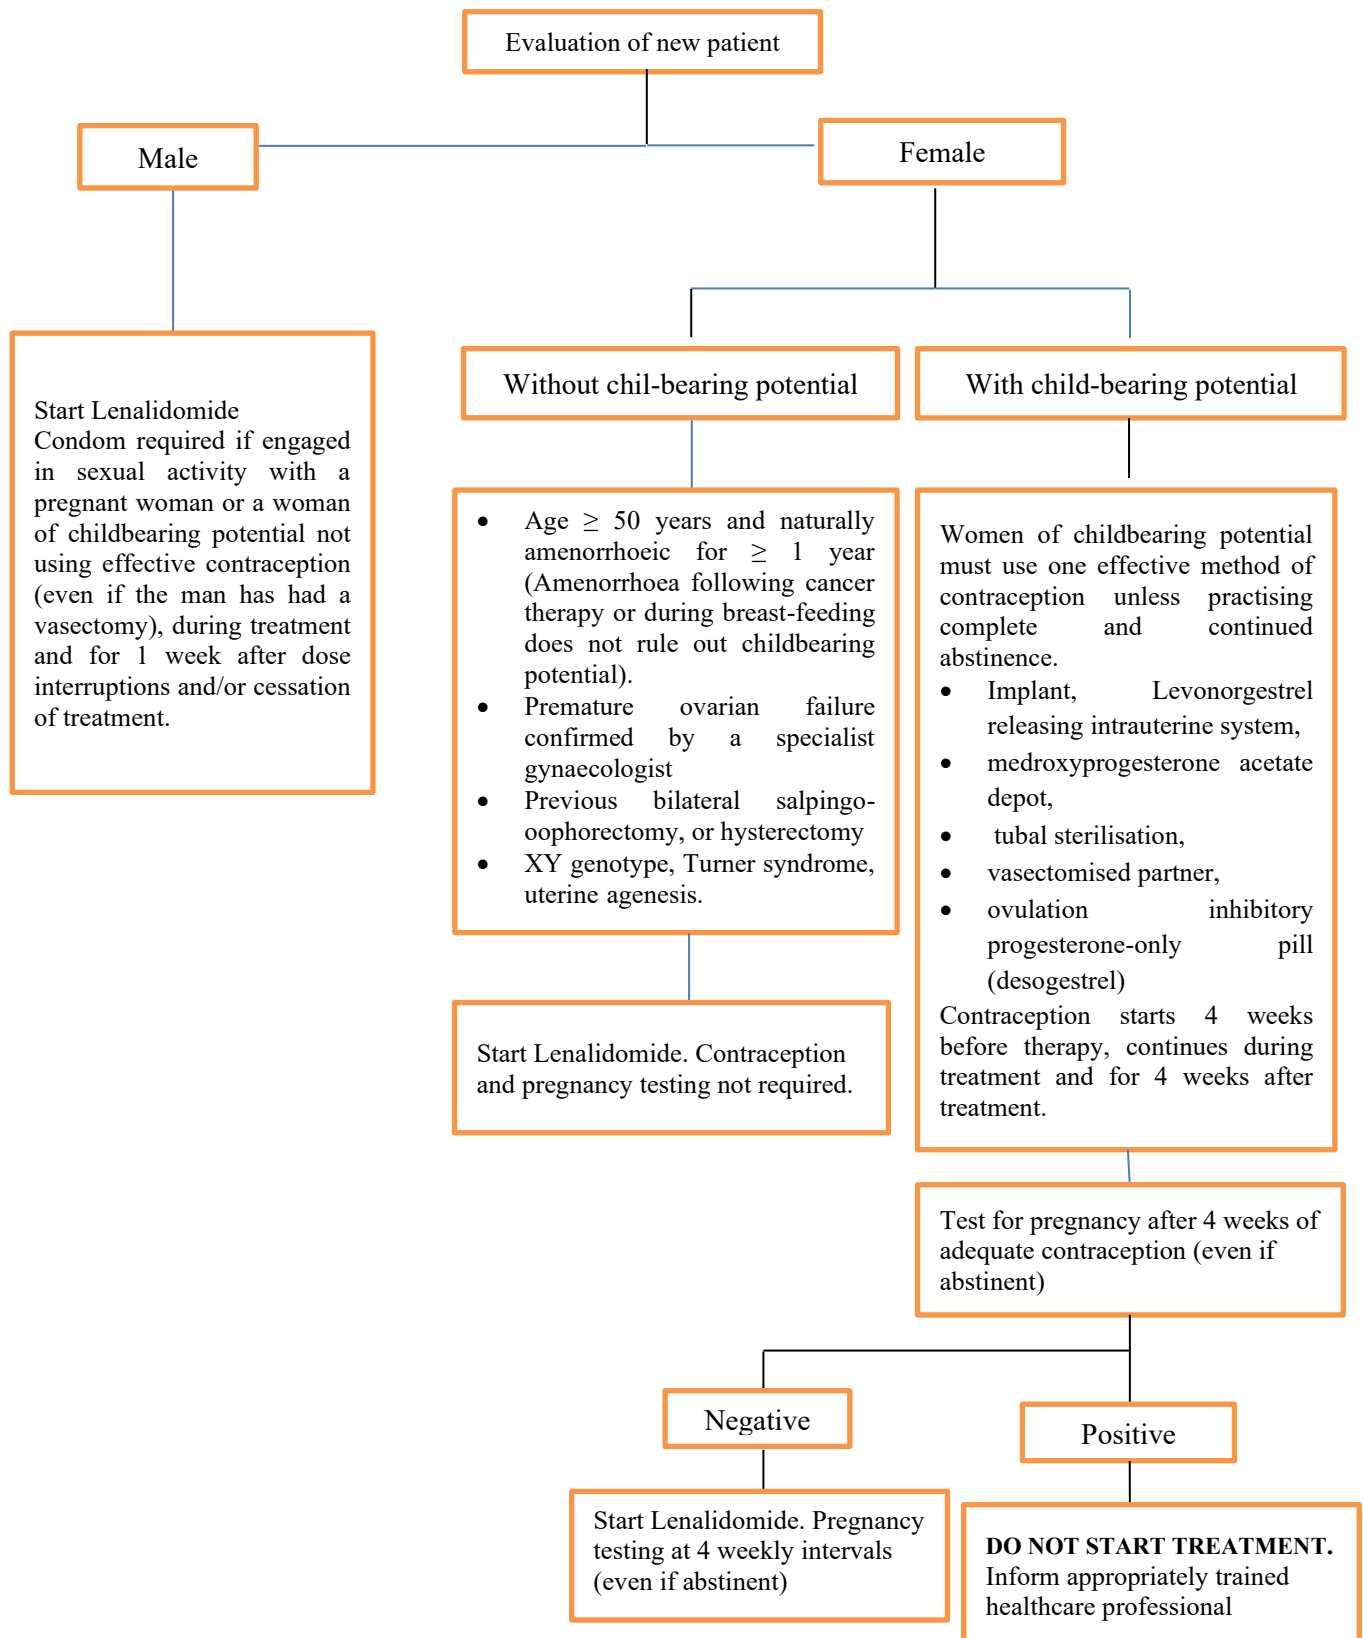 Evaluation of new patient
Male
Female
Start Lenalidomide
Condom required if engaged
in sexual activity with a
pregnant woman or a woman
of childbearing potential not
using effective contraception
(even if the man has had a
vasectomy), during treatment
and for 1 week after dose
interruptions and/or cessation
of treatment.
Without chil-bearing potential
With child-bearing potential
• Age ≥ 50 years and naturally
amenorrhoeic for ≥ 1 year
(Amenorrhoea following cancer
therapy or during breast-feeding
does not rule out childbearing
potential).
• Premature ovarian failure
confirmed by a specialist
gynaecologist
• Previous bilateral salpingo-
oophorectomy, or hysterectomy
• XY genotype, Turner syndrome,
uterine agenesis.
Start Lenalidomide. Contraception
and pregnancy testing not required.
Women of childbearing potential
must use one effective method of
contraception unless practising
complete and continued
abstinence.
• Implant, Levonorgestrel
releasing intrauterine system,
• medroxyprogesterone acetate
depot,
• tubal sterilisation,
• vasectomised partner,
• ovulation inhibitory
progesterone-only pill
(desogestrel)
Contraception starts 4 weeks
before therapy, continues during
treatment and for 4 weeks after
treatment.
Test for pregnancy after 4 weeks of
adequate contraception (even if
abstinent)
Negative
Positive
Start Lenalidomide. Pregnancy
testing at 4 weekly intervals
(even if abstinent)
DO NOT START TREATMENT.
Inform appropriately trained
healthcare professional